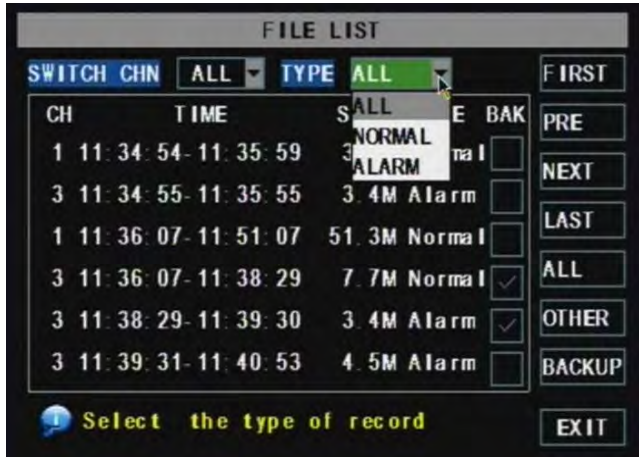 FILE LIST
SWITCH CHN ALL TYPE ALL FIRST
ALL
NORMAL
ALARM
CH TIME S E BAK PRE
1 11:34:54-11:35:59 3 nal
NEXT
3 11:34:55-11:35:55 3.4M Alarm
LAST
1 11:36:07-11:51:07 51.3M Normal
ALL
3 11:36:07-11:38:29 7.7M Normal
3 11:38:29-11:39:30 3.4M Alarm OTHER
3 11:39:31-11:40:53 4.5M Alarm BACKUP
Select the type of record
EXIT